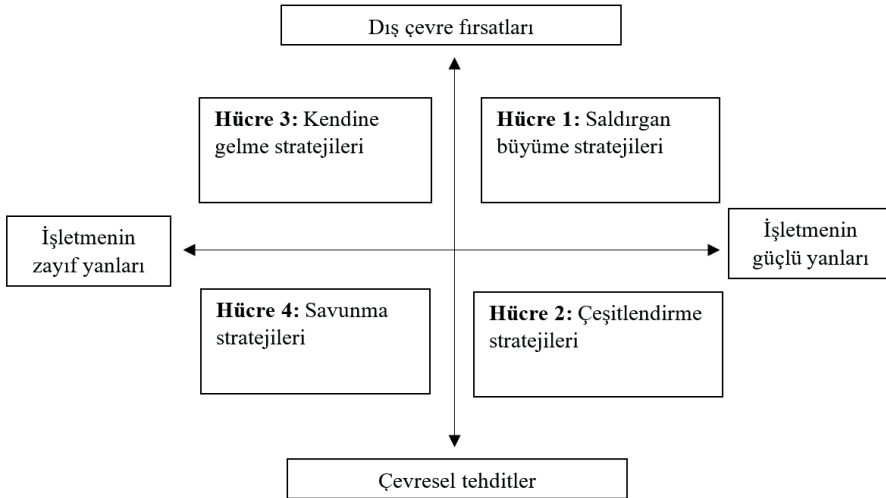 Dış çevre fırsatları
Hücre 3: Kendine
gelme stratejileri
Hücre 1: Saldırgan
büyüme stratejileri
İşletmenin
zayıf yanları
İşletmenin
güçlü yanları
Hücre 4: Savunma
stratejileri
Hücre 2: Çeşitlendirme
stratejileri
Çevresel tehditler